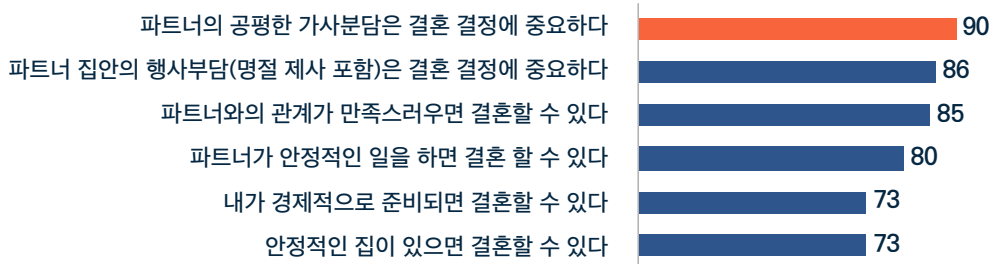 파트너의 공평한 가사분담은 결혼 결정에 중요하다 90
파트너 집안의 행사부담(명절 제사 포함)은 결혼 결정에 중요하다 86
파트너와의 관계가 만족스러우면 결혼할 수 있다 85
파트너가 안정적인 일을 하면 결혼 할 수 있다 80
내가 경제적으로 준비되면 결혼할 수 있다 73
안정적인 집이 있으면 결혼할 수 있다 73